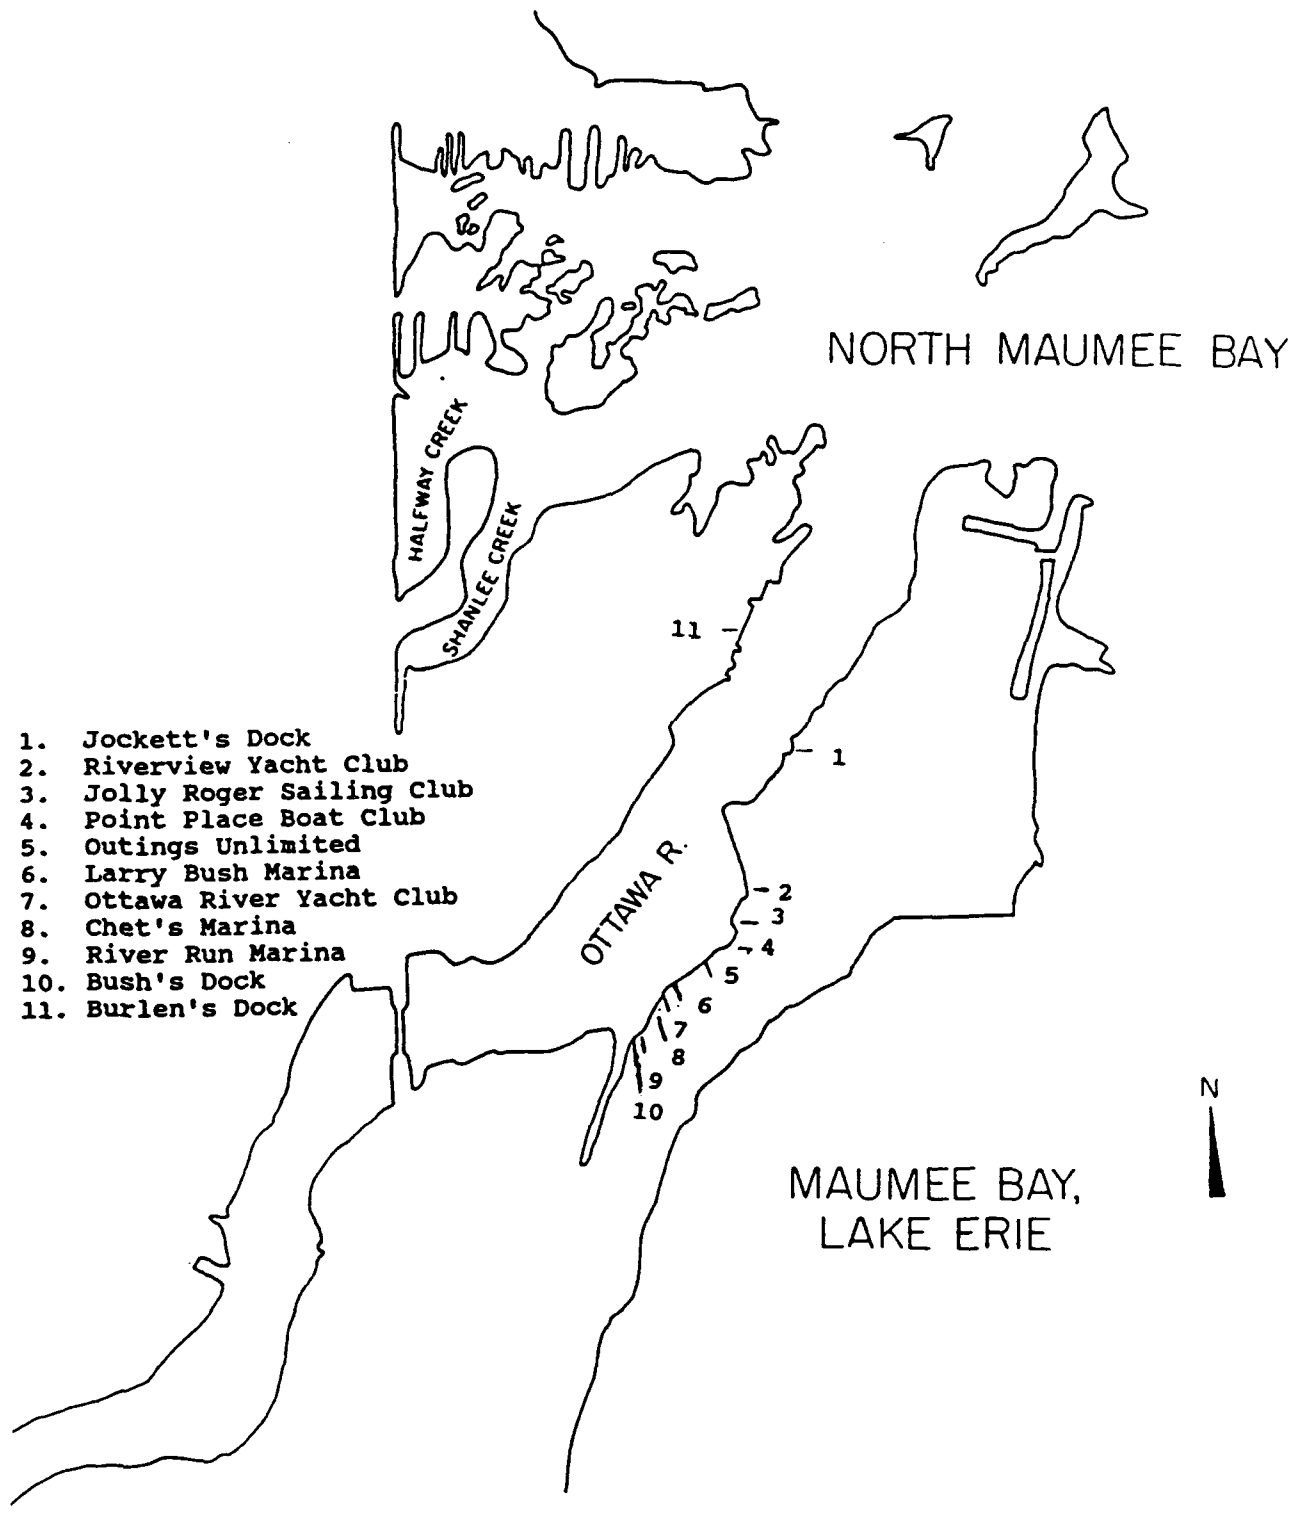 NORTH MAUMEE BAY
HALFWAY CREEK
SHANLEE CREEK
11
1. Jockett's Dock
2. Riverview Yacht Club
3. Jolly Roger Sailing Club
4. Point Place Boat Club
5. Outings Unlimited
6. Larry Bush Marina
7. Ottawa River Yacht Club
8. Chet's Marina
9. River Run Marina
10. Bush's Dock
11. Burlen's Dock
1
OTTAWA R.
2
3
4
5
6
7
8
9
10
N
MAUMEE BAY,
LAKE ERIE